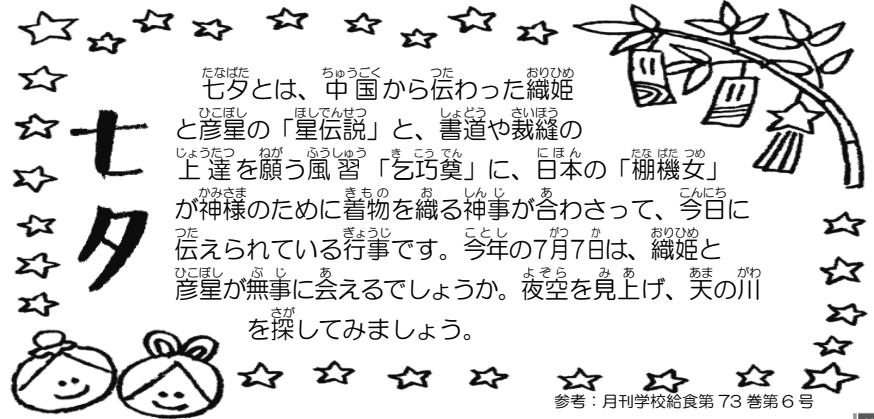 七夕
七夕とは、中国から伝わった織姫
と彦星の「星伝説」と、書道や裁縫の
上達を願う風習「乞巧奠」に、日本の「棚機女」
が神様のために着物を織る神事が合わさって、今日に
伝えられている行事です。今年の7月7日は、織姫と
彦星が無事に会えるでしょうか。夜空を見上げ、天の川
を探してみましょう。
参考：月刊学校給食第73巻第6号